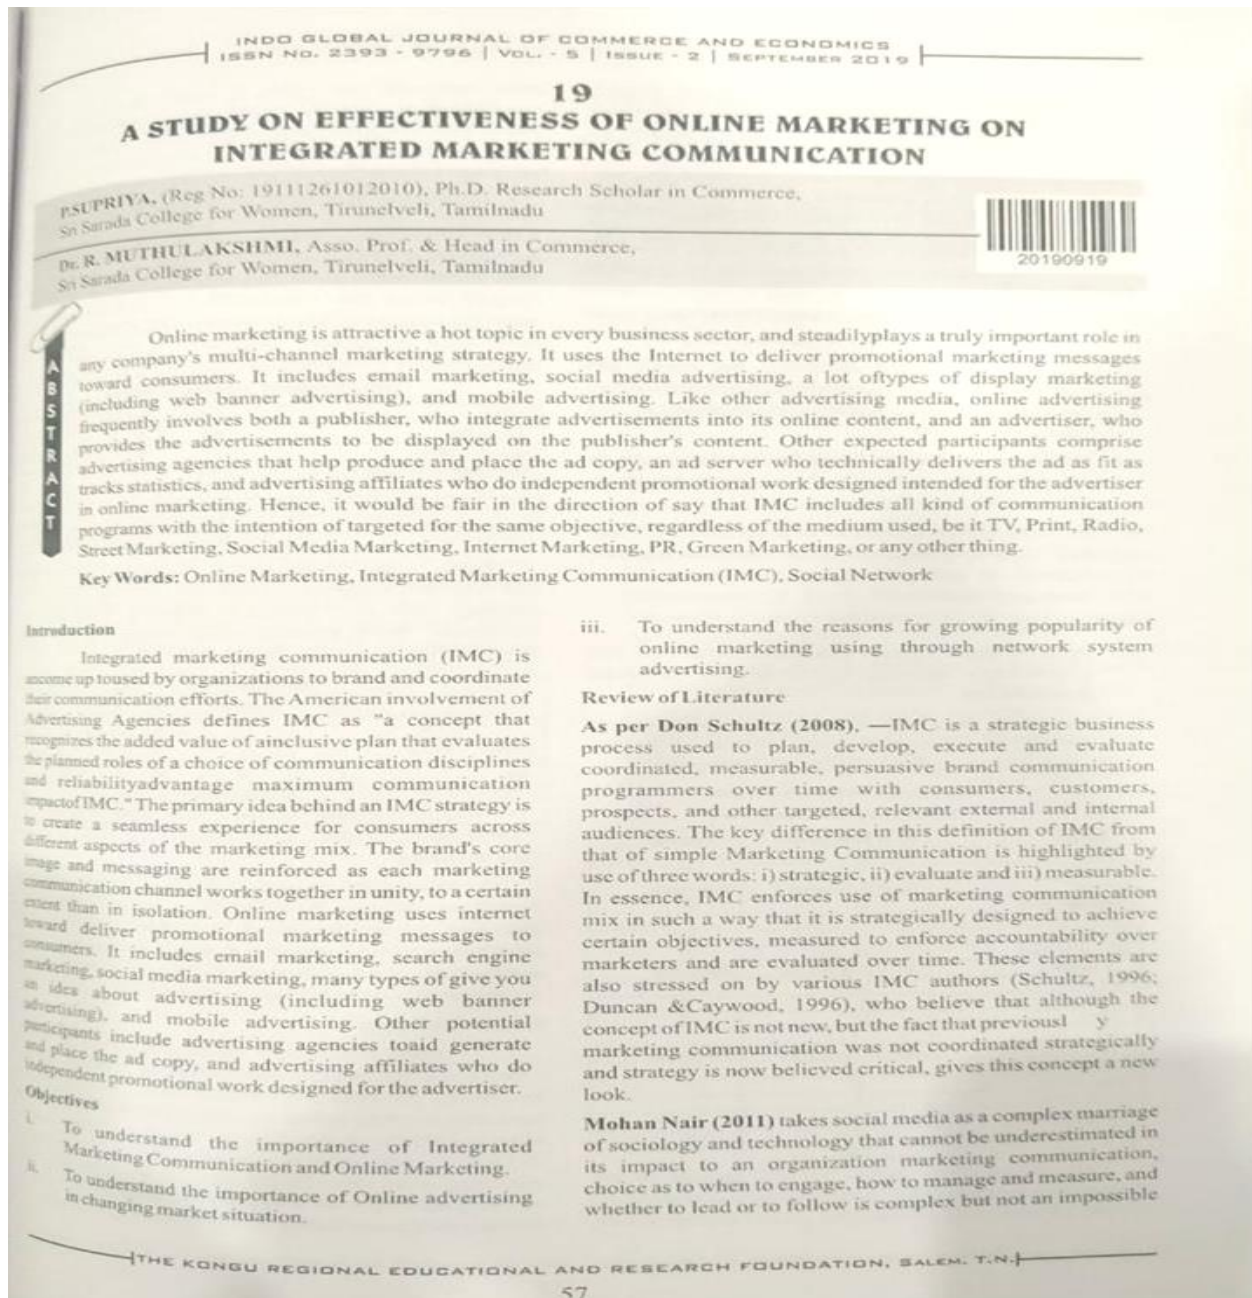 INDO GLOBAL JOURNAL OF COMMERCE AND ECONOMICS
ISSN No. 2393 - 9796 | VOL. - 5 | ISSUE - 2 | SEPTEMBER 2019
19
A STUDY ON EFFECTIVENESS OF ONLINE MARKETING ON
INTEGRATED MARKETING COMMUNICATION
P.SUPRIYA, (Reg No: 19111261012010), Ph.D. Research Scholar in Commerce,
Sri Sarada College for Women, Tirunelveli, Tamilnadu
Dr. R. MUTHULAKSHMI, Asso. Prof. & Head in Commerce,
Sri Sarada College for Women, Tirunelveli, Tamilnadu
20190919
ABSTRACT
Online marketing is attractive a hot topic in every business sector, and steadilyplays a truly important role in
any company's multi-channel marketing strategy. It uses the Internet to deliver promotional marketing messages
toward consumers. It includes email marketing, social media advertising, a lot oftypes of display marketing
(including web banner advertising), and mobile advertising. Like other advertising media, online advertising
frequently involves both a publisher, who integrate advertisements into its online content, and an advertiser, who
provides the advertisements to be displayed on the publisher's content. Other expected participants comprise
advertising agencies that help produce and place the ad copy, an ad server who technically delivers the ad as fit as
tracks statistics, and advertising affiliates who do independent promotional work designed intended for the advertiser
in online marketing. Hence, it would be fair in the direction of say that IMC includes all kind of communication
programs with the intention of targeted for the same objective, regardless of the medium used, be it TV, Print, Radio,
Street Marketing, Social Media Marketing, Internet Marketing, PR, Green Marketing, or any other thing.
Key Words: Online Marketing, Integrated Marketing Communication (IMC), Social Network
Introduction
Integrated marketing communication (IMC) is
ancome up toused by organizations to brand and coordinate
their communication efforts. The American involvement of
Advertising Agencies defines IMC as "a concept that
recognizes the added value of ainclusive plan that evaluates
the planned roles of a choice of communication disciplines
and reliabilityadvantage maximum communication
impactof IMC." The primary idea behind an IMC strategy is
to create a seamless experience for consumers across
different aspects of the marketing mix. The brand's core
image and messaging are reinforced as each marketing
communication channel works together in unity, to a certain
extent than in isolation. Online marketing uses internet
toward deliver promotional marketing messages to
consumers. It includes email marketing, search engine
marketing, social media marketing, many types of give you
an idea about advertising (including web banner
advertising), and mobile advertising. Other potential
participants include advertising agencies toaid generate
and place the ad copy, and advertising affiliates who do
independent promotional work designed for the advertiser.
Objectives
i. To understand the importance of Integrated
Marketing Communication and Online Marketing.
ii. To understand the importance of Online advertising
in changing market situation.
iii. To understand the reasons for growing popularity of
online marketing using through network system
advertising.
Review of Literature
As per Don Schultz (2008), —IMC is a strategic business
process used to plan, develop, execute and evaluate
coordinated, measurable, persuasive brand communication
programmers over time with consumers, customers,
prospects, and other targeted, relevant external and internal
audiences. The key difference in this definition of IMC from
that of simple Marketing Communication is highlighted by
use of three words: i) strategic, ii) evaluate and iii) measurable.
In essence, IMC enforces use of marketing communication
mix in such a way that it is strategically designed to achieve
certain objectives, measured to enforce accountability over
marketers and are evaluated over time. These elements are
also stressed on by various IMC authors (Schultz, 1996;
Duncan &Caywood, 1996), who believe that although the
concept of IMC is not new, but the fact that previousl y
marketing communication was not coordinated strategically
and strategy is now believed critical, gives this concept a new
look.
Mohan Nair (2011) takes social media as a complex marriage
of sociology and technology that cannot be underestimated in
its impact to an organization marketing communication,
choice as to when to engage, how to manage and measure, and
whether to lead or to follow is complex but not an impossible
THE KONGU REGIONAL EDUCATIONAL AND RESEARCH FOUNDATION, SALEM, T.N.
57